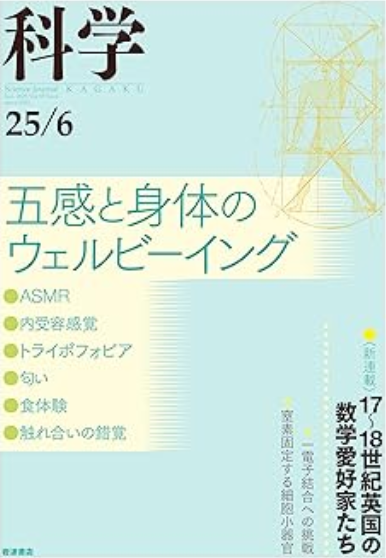 科学
Science Journal KAGAKU
25/6
五感と身体の
ウェルビーイング
●ASMR
●内受容感覚
●トライポフォビア
●匂い
●食体験
●触れ合いの錯覚
●〈新連載〉
17〜18世紀英国の
数学愛好家たち
●一電子結合への挑戦
●窒素固定する細胞小器官
岩波書店